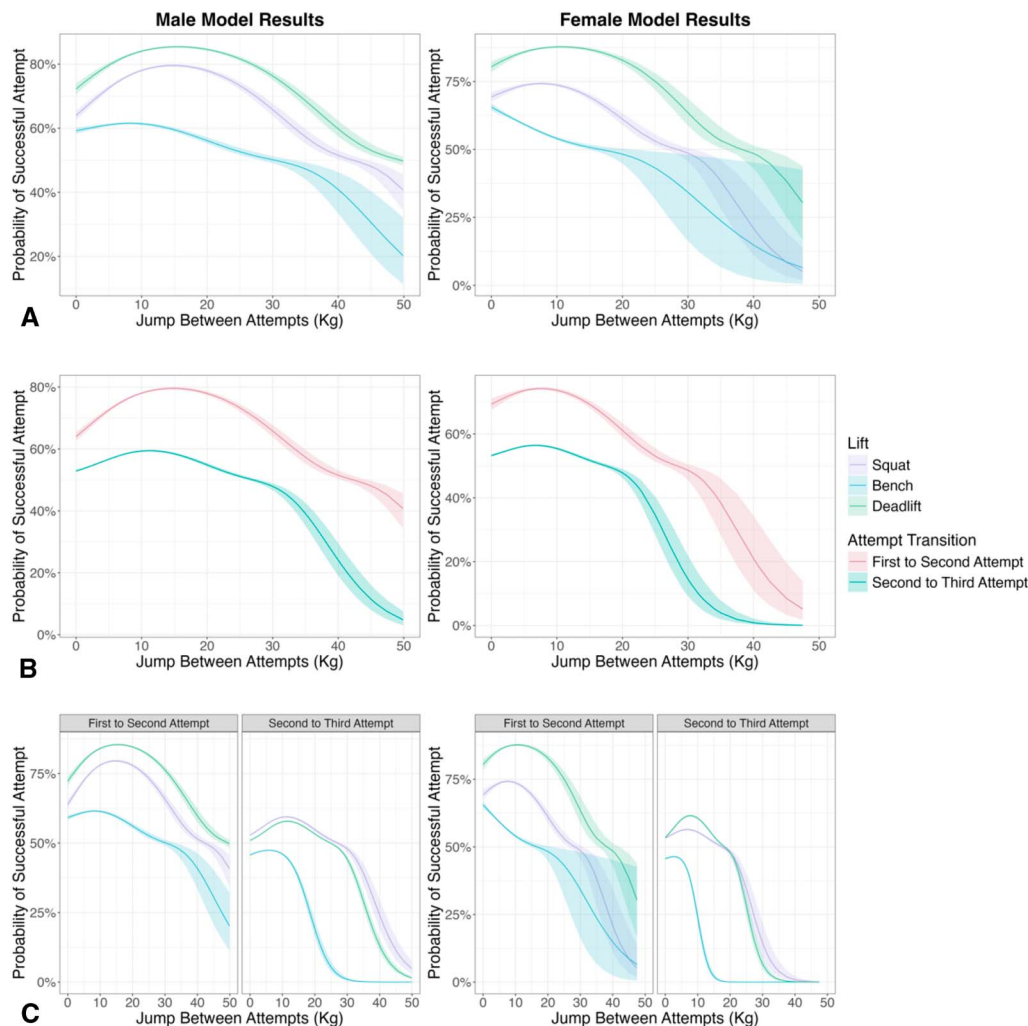 Male Model Results
Female Model Results
Probability of Successful Attempt
80%
60%
40%
20%
0 10 20 30 40 50
Jump Between Attempts (Kg)
Probability of Successful Attempt
75%
50%
25%
0%
0 10 20 30 40 50
Jump Between Attempts (Kg)
A
Probability of Successful Attempt
80%
60%
40%
20%
0%
0 10 20 30 40 50
Jump Between Attempts (Kg)
Probability of Successful Attempt
60%
40%
20%
0%
0 10 20 30 40 50
Jump Between Attempts (Kg)
B
Lift
Squat
Bench
Deadlift
Attempt Transition
First to Second Attempt
Second to Third Attempt
First to Second Attempt
Second to Third Attempt
Probability of Successful Attempt
75%
50%
25%
0%
0 10 20 30 40 50 0 10 20 30 40 50
Jump Between Attempts (Kg)
First to Second Attempt
Second to Third Attempt
Probability of Successful Attempt
75%
50%
25%
0%
0 10 20 30 40 50 0 10 20 30 40 50
Jump Between Attempts (Kg)
C